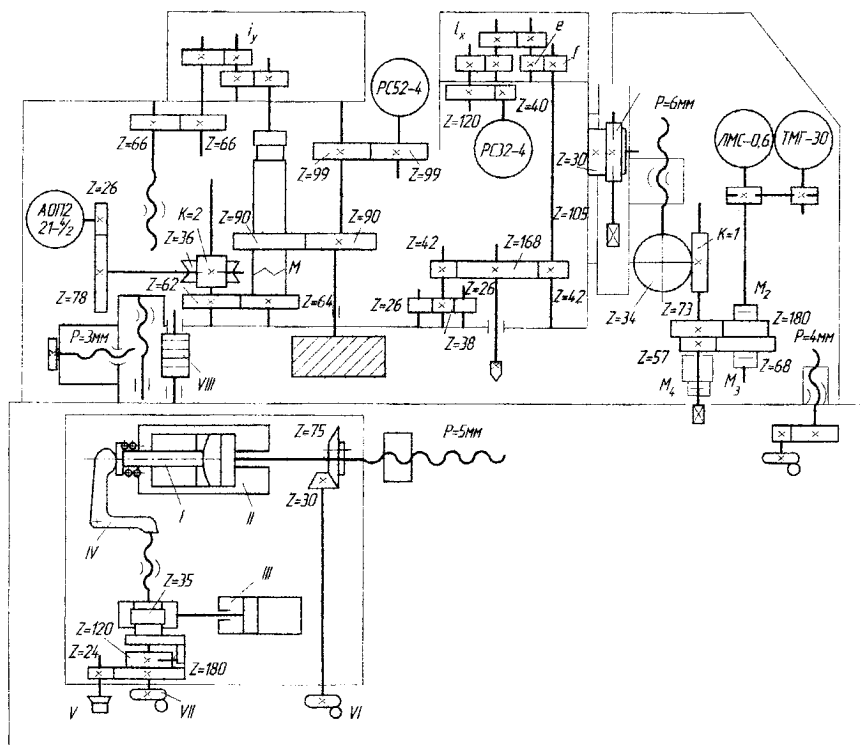 i_y
i_x
e
f
PC52-4
Z=120
Z=40
PC32-4
P=6мм
ЛМС-0,6
ТМГ-30
Z=66
Z=66
Z=99
Z=99
Z=30
Z=26
АОП2
21-4/2
K=2
Z=36
Z=90
Z=90
Z=105
Z=42
Z=168
K=1
Z=62
M
Z=78
Z=64
Z=26
Z=26
Z=38
Z=42
Z=34
Z=73
M₂
Z=180
P=3мм
VIII
Z=57
Z=68
P=4мм
M₄
M₃
Z=75
P=5мм
Z=30
I
II
IV
III
Z=35
Z=120
Z=24
Z=180
V
VII
VI